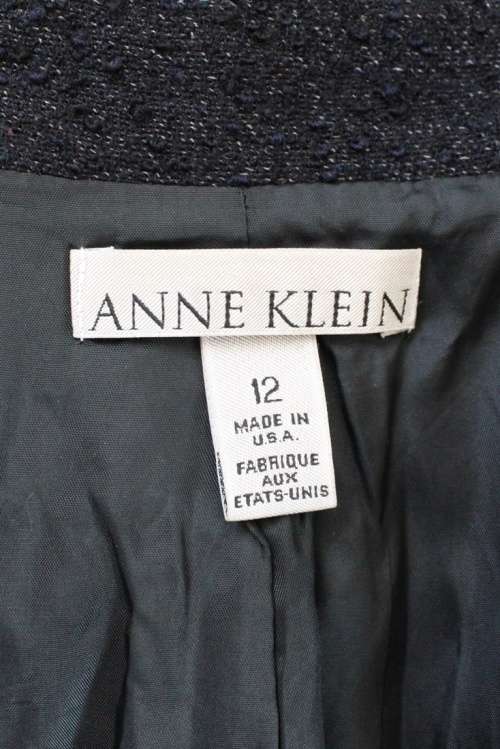 ANNE KLEIN
12
MADE IN
U.S.A.
FABRIQUE
AUX
ETATS-UNIS